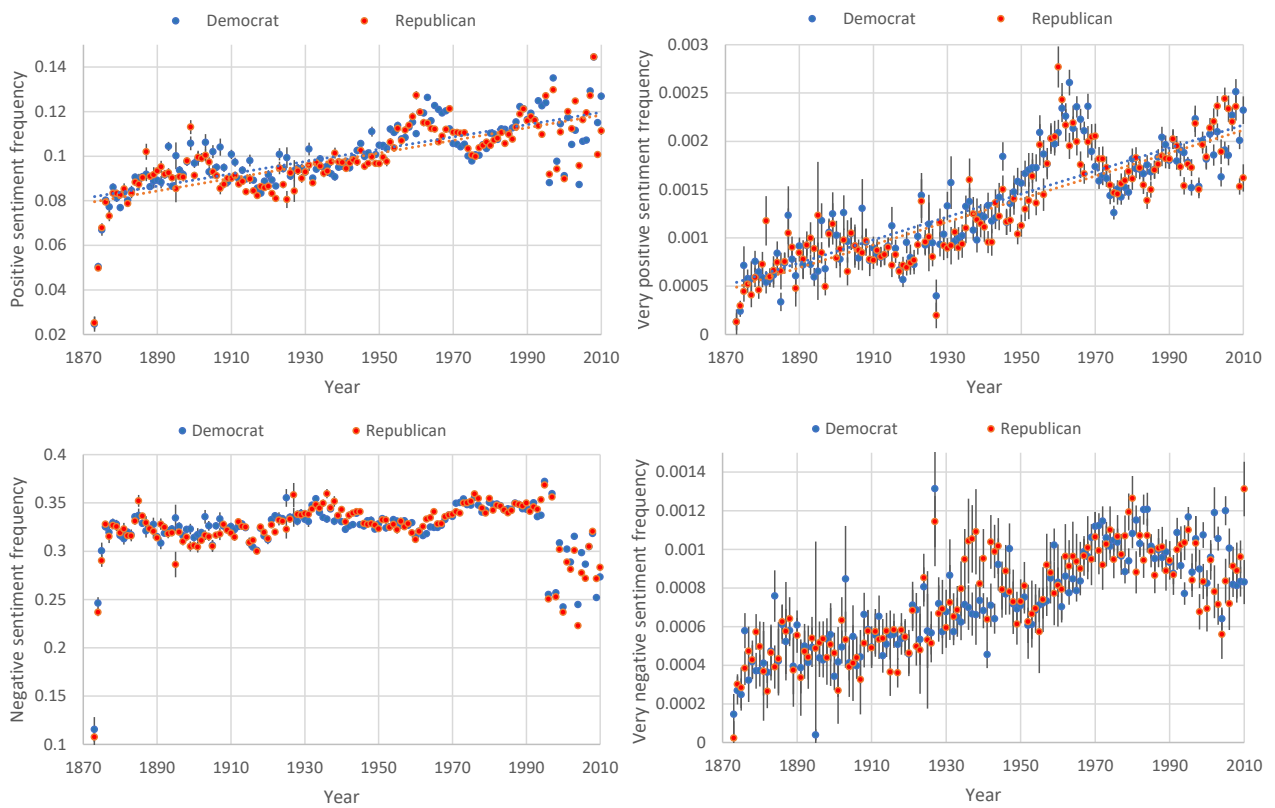 Democrat Republican
Positive sentiment frequency
0.14
0.12
0.1
0.08
0.06
0.04
0.02
1870 1890 1910 1930 1950 1970 1990 2010
Year
Democrat Republican
Very positive sentiment frequency
0.003
0.0025
0.002
0.0015
0.001
0.0005
0
1870 1890 1910 1930 1950 1970 1990 2010
Year
Democrat Republican
Negative sentiment frequency
0.4
0.35
0.3
0.25
0.2
0.15
0.1
1870 1890 1910 1930 1950 1970 1990 2010
Year
Democrat Republican
Very negative sentiment frequency
0.0014
0.0012
0.001
0.0008
0.0006
0.0004
0.0002
0
1870 1890 1910 1930 1950 1970 1990 2010
Year